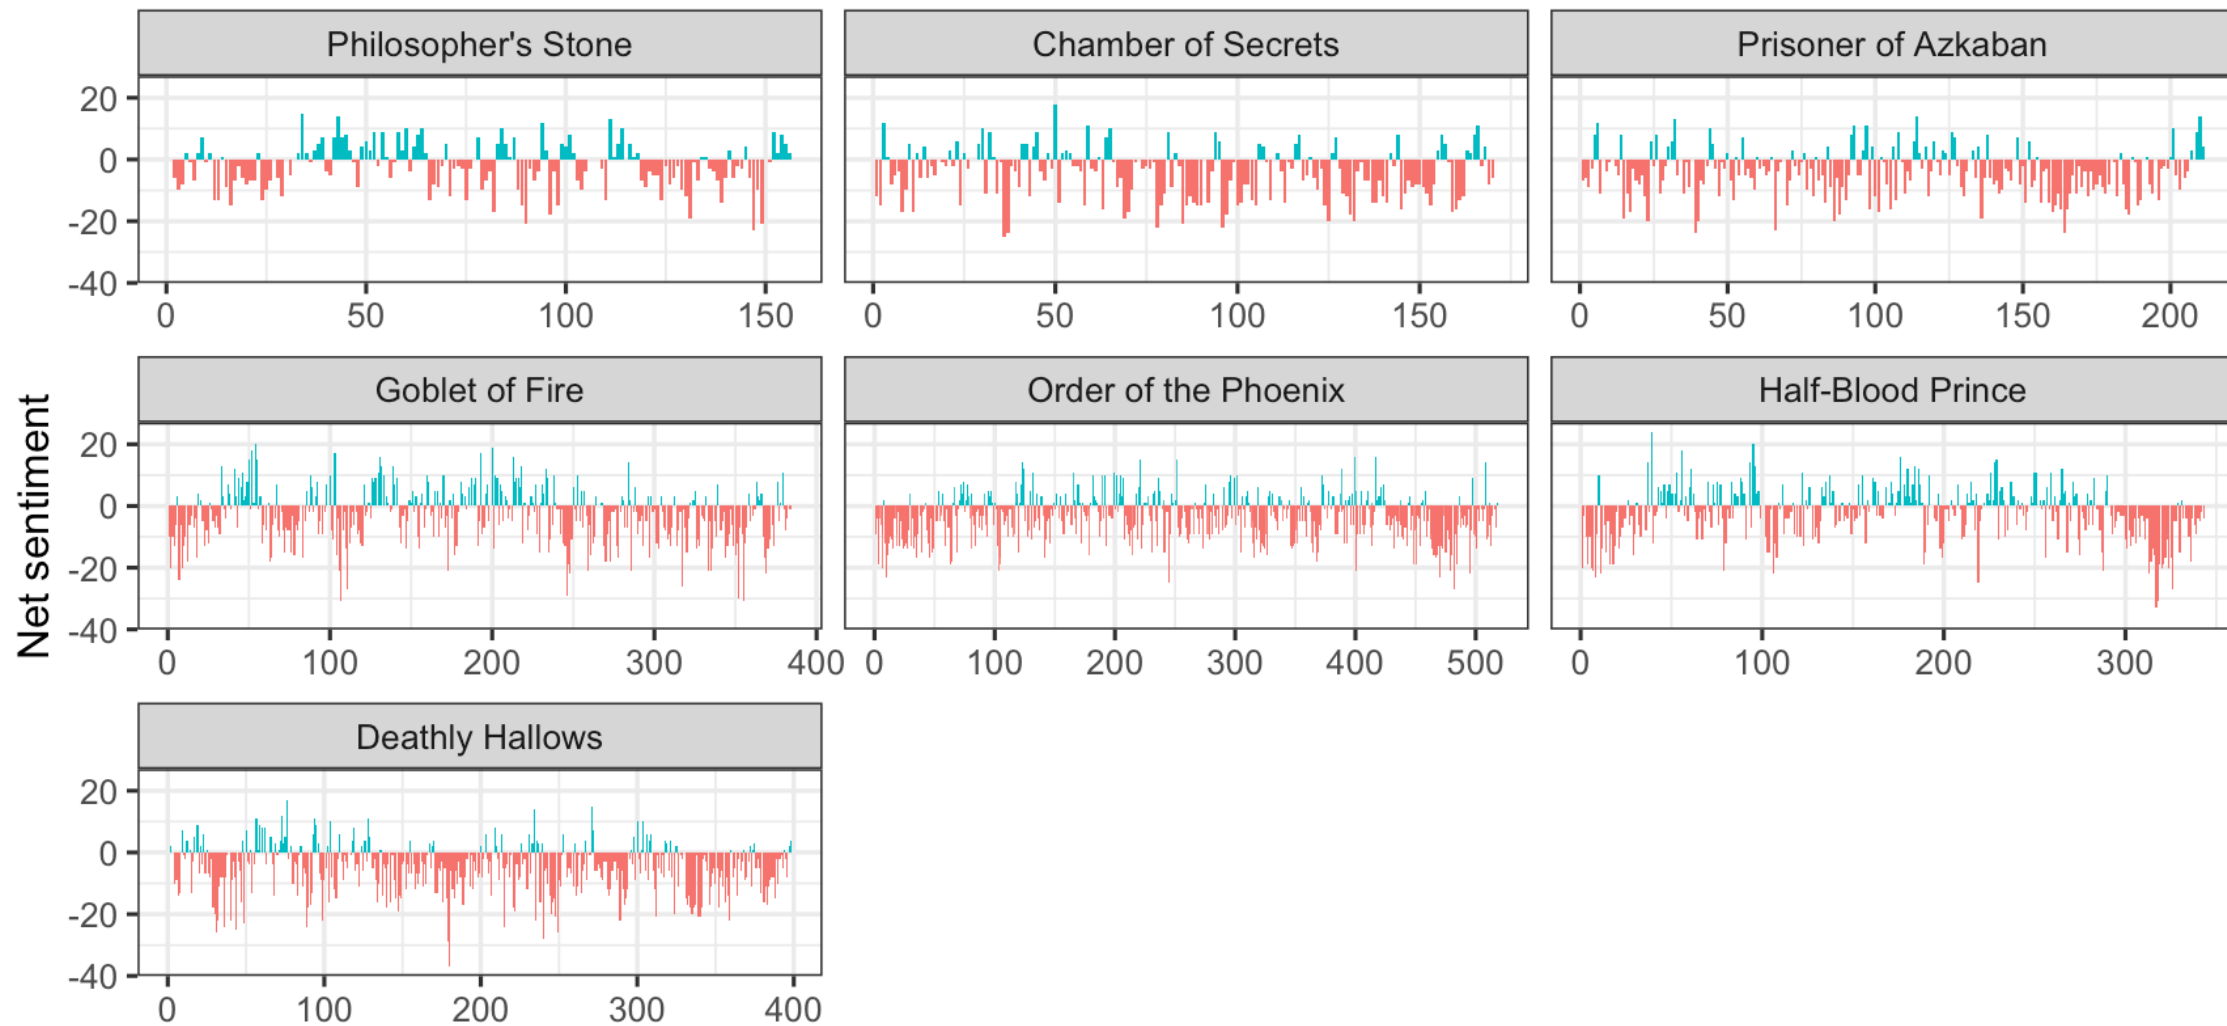 Philosopher's Stone
Chamber of Secrets
Prisoner of Azkaban
20
0
-20
-40
0 50 100 150
0 50 100 150
0 50 100 150 200
Goblet of Fire
Order of the Phoenix
Half-Blood Prince
Net sentiment
20
0
-20
-40
0 100 200 300 400
0 100 200 300 400 500
0 100 200 300
Deathly Hallows
20
0
-20
-40
0 100 200 300 400